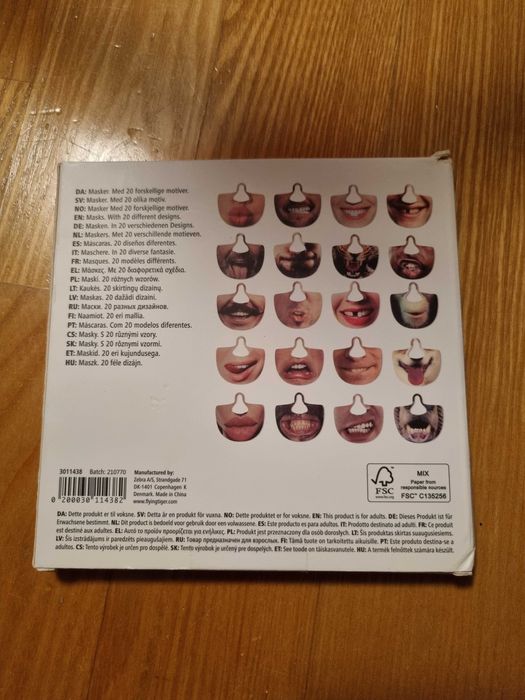 DA: Masker. Med 20 forskellige motiver.
SV: Masker. Med 20 olika motiv.
NO: Masker Med 20 forskjellige motiver.
EN: Masks. With 20 different designs.
DE: Masken. In 20 verschiedenen Designs.
NL: Maskers. Met 20 verschillende motieven.
ES: Máscaras. 20 diseños diferentes.
IT: Maschere. In 20 diverse fantasie.
FR: Masques. 20 modèles différents.
EL: Μάσκες. Με 20 διαφορετικά σχέδια.
PL: Maski. 20 różnych wzorów.
LT: Kaukės. 20 skirtingų dizainų.
LV: Maskas. 20 dažādi dizaini.
RU: Маски. 20 разных дизайнов.
FI: Naamiot. 20 eri mallia.
PT: Máscaras. Com 20 modelos diferentes.
CS: Masky. S 20 různými vzory.
SK: Masky. S 20 rôznymi vzormi.
ET: Maskid. 20 eri kujundusega.
HU: Maszk. 20 féle dizájn.
3011438 Batch: 210770
0 200030 114382
Manufactured by:
Zebra A/S, Strandgade 71
DK-1401 Copenhagen K
Denmark. Made in China
www.flyingtiger.com
FSC
www.fsc.org
MIX
Paper from
responsible sources
FSC™ C135256
DA: Dette produkt er til voksne. SV: Detta är en produkt för vuxna. NO: Dette produktet er for voksne. EN: This product is for adults. DE: Dieses Produkt ist für
Erwachsene bestimmt. NL: Dit product is bedoeld voor gebruik door een volwassene. ES: Este producto es para adultos. IT: Prodotto destinato ad adulti. FR: Ce produit
est destiné aux adultes. EL: Αυτό το προϊόν προορίζεται για ενήλικες. PL: Produkt jest przeznaczony dla osób dorosłych. LT: Šis produktas skirtas suaugusiesiems.
LV: Šis izstrādājums ir paredzēts pieaugušajiem. RU: Товар предназначен для взрослых. FI: Tämä tuote on tarkoitettu aikuisille. PT: Este produto destina-se a
adultos. CS: Tento výrobek je určen pro dospělé. SK: Tento výrobok je určený pre dospelých. ET: See toode on täiskasvanutele. HU: A termék felnőttek számára készült.